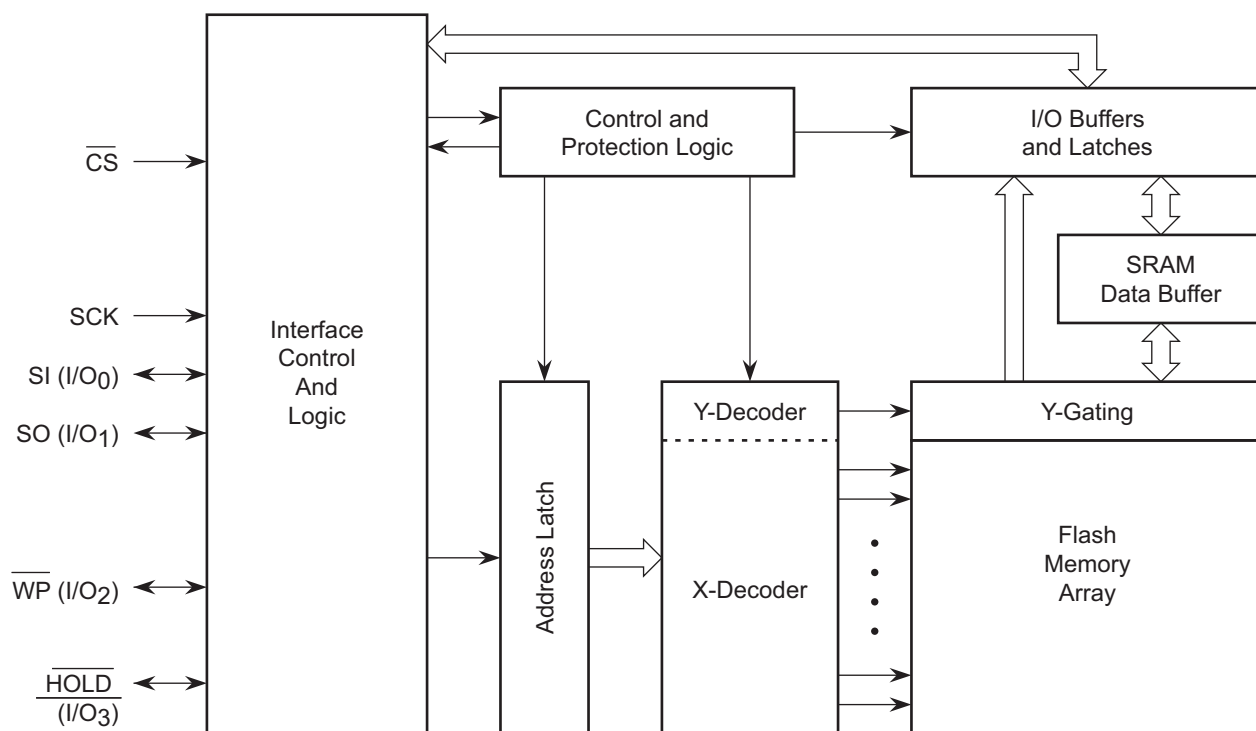 CS
SCK
SI (I/O0)
SO (I/O1)
WP (I/O2)
HOLD
(I/O3)
Interface
Control
And
Logic
Control and
Protection Logic
I/O Buffers
and Latches
SRAM
Data Buffer
Address Latch
Y-Decoder
X-Decoder
Y-Gating
Flash
Memory
Array